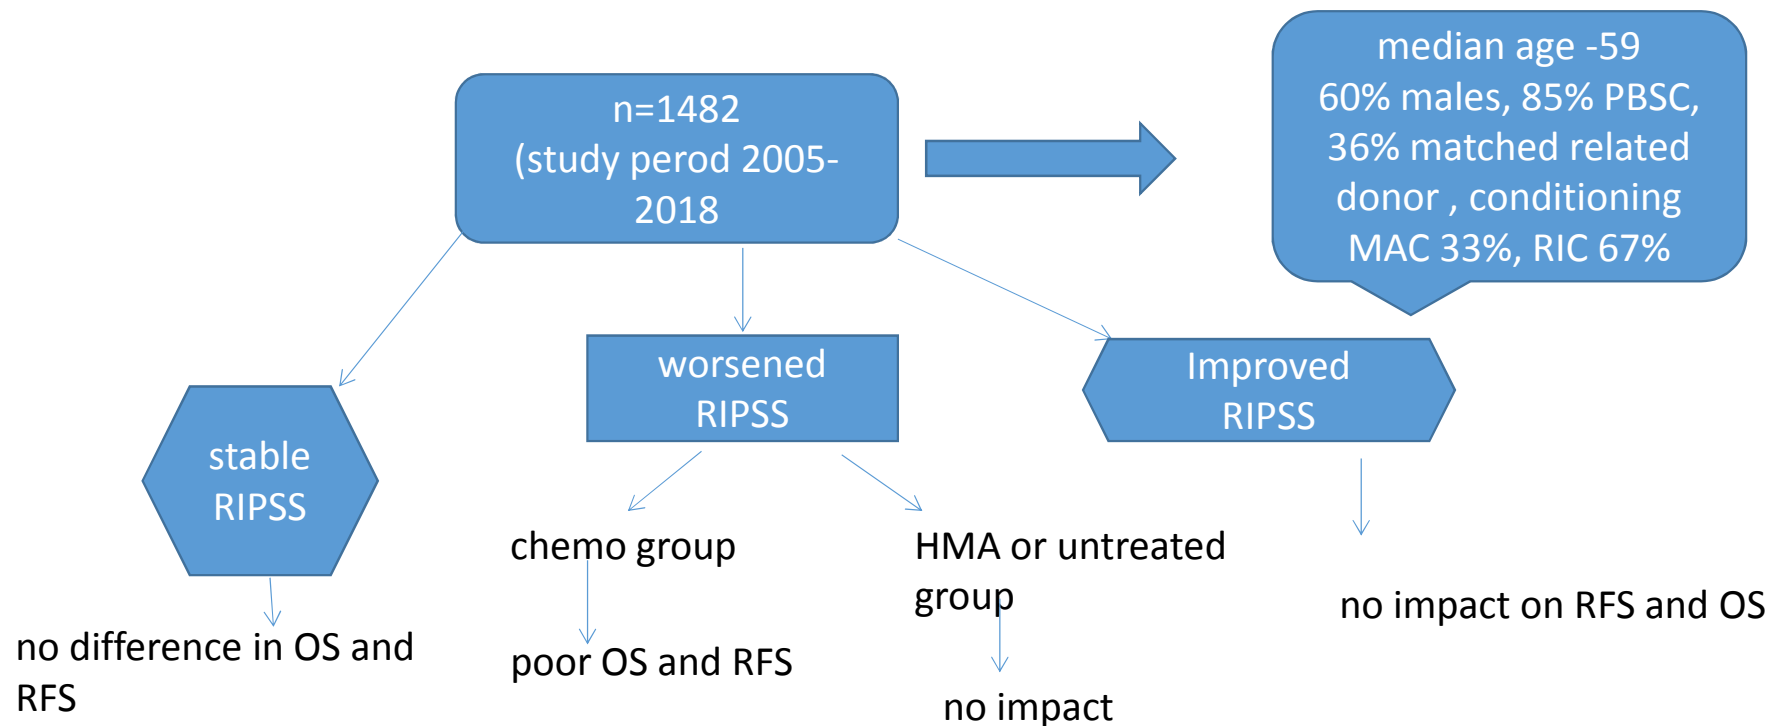 n=1482
(study perod 2005-
2018
median age -59
60% males, 85% PBSC,
36% matched related
donor , conditioning
MAC 33%, RIC 67%
stable
RIPSS
worsened
RIPSS
Improved
RIPSS
no difference in OS and
RFS
chemo group
poor OS and RFS
HMA or untreated
group
no impact
no impact on RFS and OS